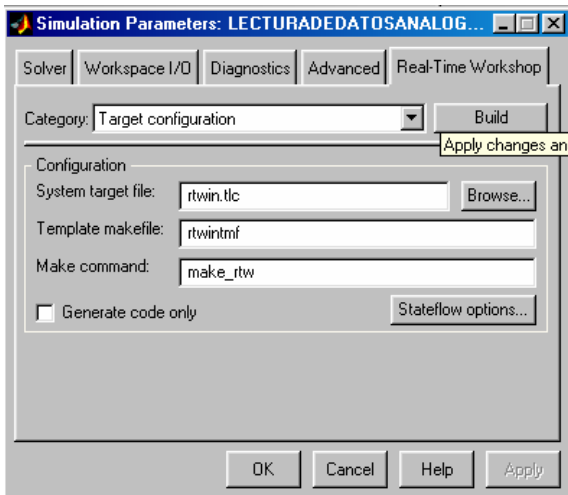 Simulation Parameters: LECTURADEDATOSANALOG...
Solver Workspace I/O Diagnostics Advanced Real-Time Workshop
Category: Target configuration Build
Apply changes an
Configuration
System target file: rtwin.tlc Browse...
Template makefile: rtwintmf
Make command: make_rtw
Generate code only Stateflow options...
OK Cancel Help Apply